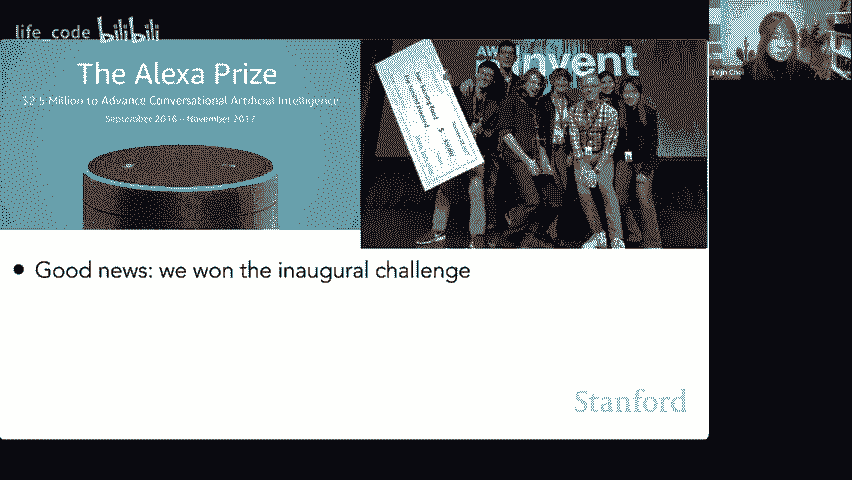 life_code bilibili
The Alexa Prize
$2.5 Million to Advance Conversational Artificial Intelligence
September 2016 - November 2017
AW
Invent
Yejin Choi
• Good news: we won the inaugural challenge
Stanford